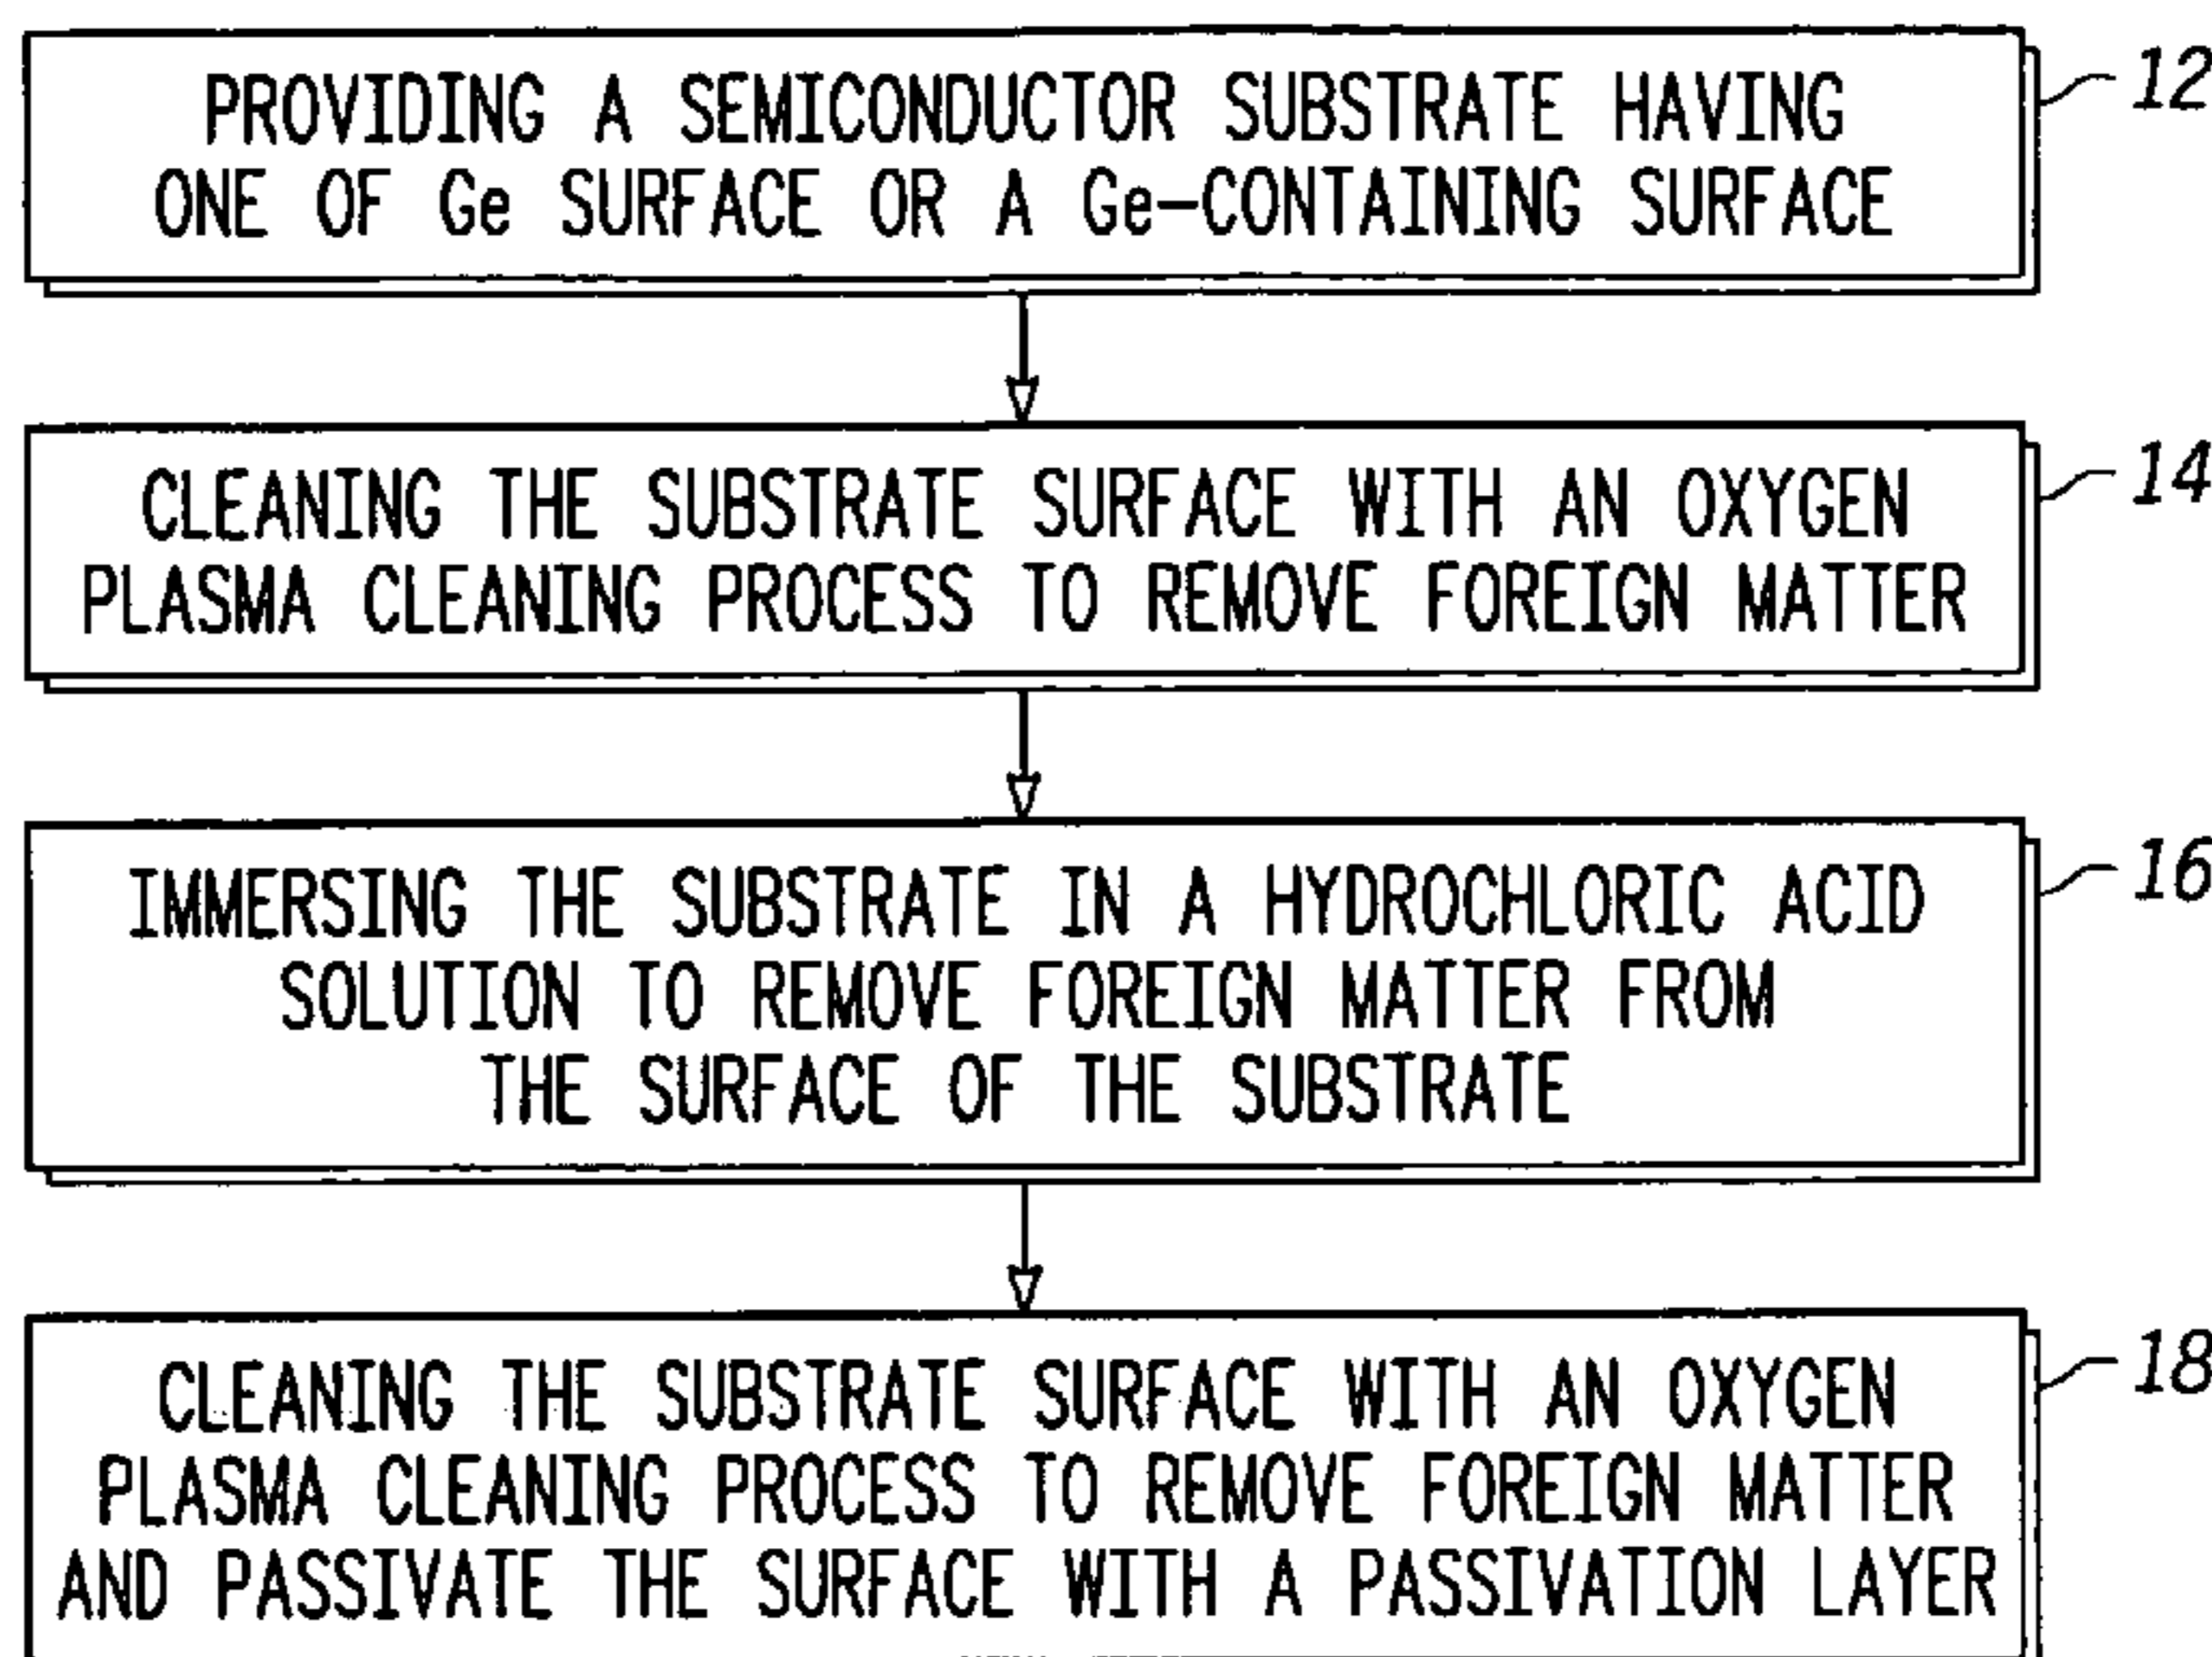 PROVIDING A SEMICONDUCTOR SUBSTRATE HAVING
ONE OF Ge SURFACE OR A Ge-CONTAINING SURFACE
12
CLEANING THE SUBSTRATE SURFACE WITH AN OXYGEN
PLASMA CLEANING PROCESS TO REMOVE FOREIGN MATTER
14
IMMERSING THE SUBSTRATE IN A HYDROCHLORIC ACID
SOLUTION TO REMOVE FOREIGN MATTER FROM
THE SURFACE OF THE SUBSTRATE
16
CLEANING THE SUBSTRATE SURFACE WITH AN OXYGEN
PLASMA CLEANING PROCESS TO REMOVE FOREIGN MATTER
AND PASSIVATE THE SURFACE WITH A PASSIVATION LAYER
18